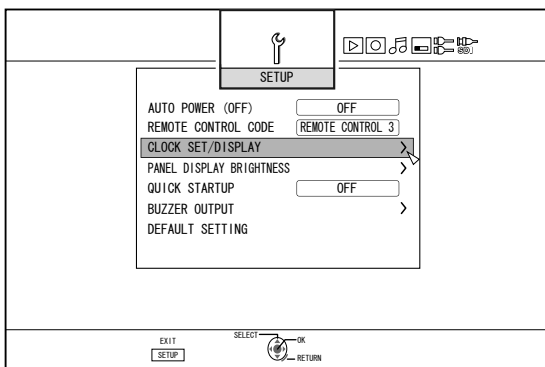 SETUP
AUTO POWER (OFF) OFF
REMOTE CONTROL CODE REMOTE CONTROL 3
CLOCK SET/DISPLAY
PANEL DISPLAY BRIGHTNESS
QUICK STARTUP OFF
BUZZER OUTPUT
DEFAULT SETTING
EXIT
SETUP
SELECT
OK
RETURN